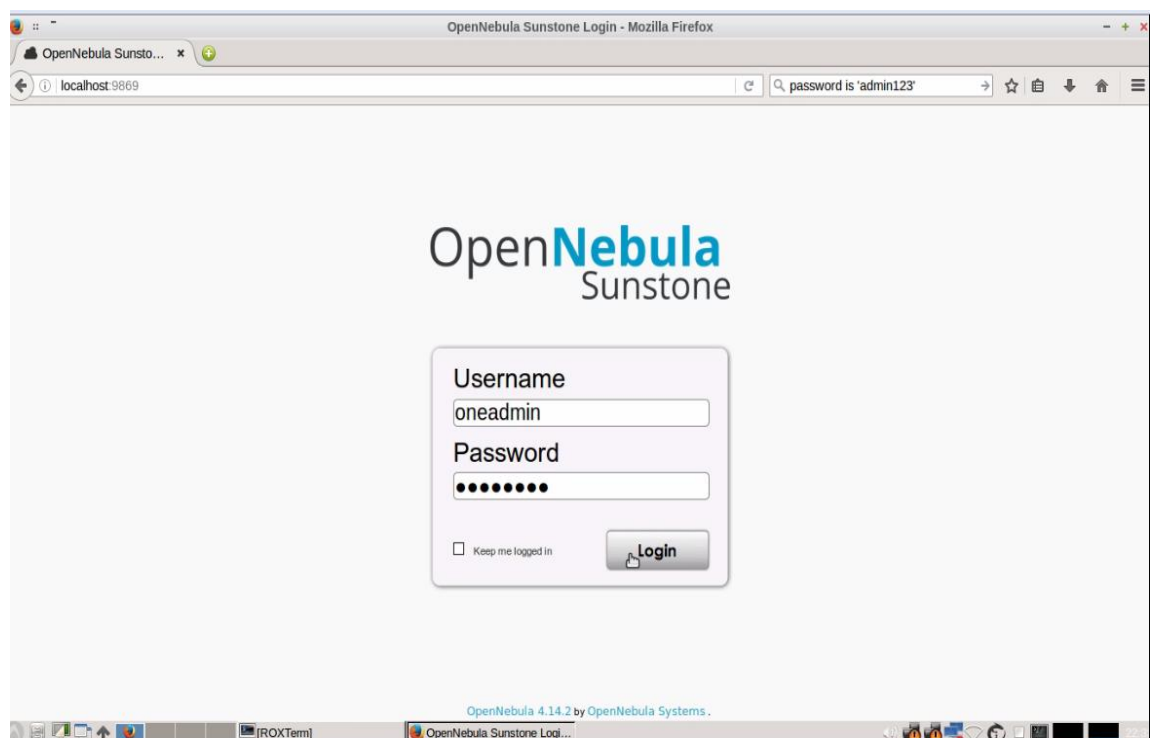 OpenNebula Sunstone Login - Mozilla Firefox
OpenNebula Sunsto...
localhost:9869
password is 'admin123'
OpenNebula
Sunstone
Username
oneadmin
Password
Keep me logged in
Login
OpenNebula 4.14.2 by OpenNebula Systems.
[ROXTerm]
OpenNebula Sunstone Logi...